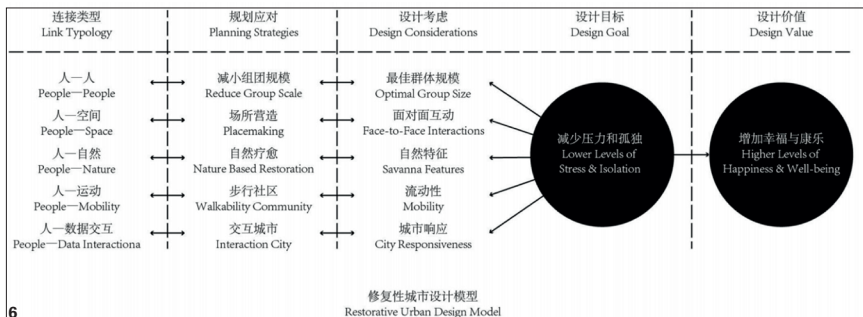 连接类型
Link Typology
规划应对
Planning Strategies
设计考虑
Design Considerations
设计目标
Design Goal
设计价值
Design Value
人—人
People—People
减小组团规模
Reduce Group Scale
最佳群体规模
Optimal Group Size
人—空间
People—Space
场所营造
Placemaking
面对面互动
Face-to-Face Interactions
人—自然
People—Nature
自然疗愈
Nature Based Restoration
自然特征
Savanna Features
人—运动
People—Mobility
步行社区
Walkability Community
流动性
Mobility
人—数据交互
People—Data Interactiona
交互城市
Interaction City
城市响应
City Responsiveness
减少压力和孤独
Lower Levels of
Stress & Isolation
增加幸福与康乐
Higher Levels of
Happiness & Well-being
修复性城市设计模型
Restorative Urban Design Model
6